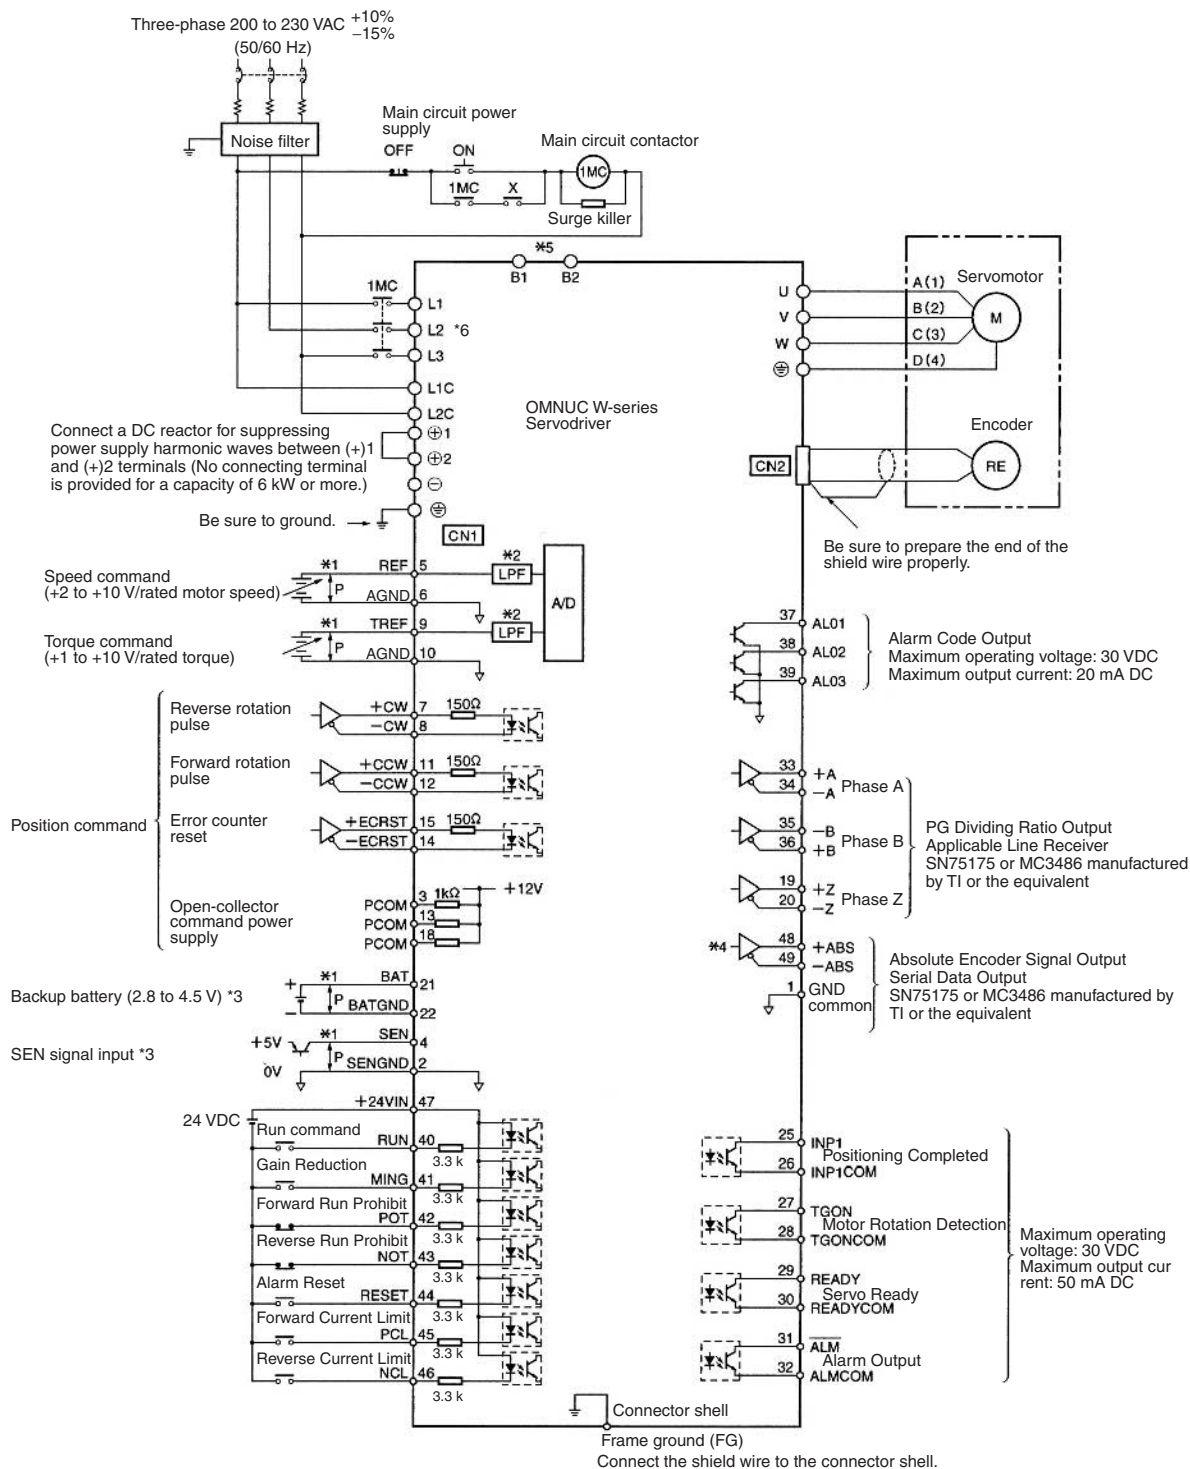 Three-phase 200 to 230 VAC +10%
−15%
(50/60 Hz)
Noise filter
Main circuit power
supply
OFF
ON
Main circuit contactor
1MC
1MC
X
Surge killer
*5
B1
B2
1MC
L1
L2 *6
L3
L1C
L2C
⊕1
⊕2
⊖
Connect a DC reactor for suppressing
power supply harmonic waves between (+)1
and (+)2 terminals (No connecting terminal
is provided for a capacity of 6 kW or more.)
Be sure to ground.
OMNUC W-series
Servodriver
U
V
W
A(1)
B(2)
C(3)
D(4)
Servomotor
M
Encoder
RE
CN2
Be sure to prepare the end of the
shield wire properly.
CN1
Speed command
(+2 to +10 V/rated motor speed)
*1
P
REF 5
AGND 6
*2
LPF
A/D
Torque command
(+1 to +10 V/rated torque)
*1
P
TREF 9
AGND 10
*2
LPF
Position command
Reverse rotation
pulse
+CW 7 150Ω
−CW 8
Forward rotation
pulse
+CCW 11 150Ω
−CCW 12
Error counter
reset
+ECRST 15 150Ω
−ECRST 14
Open-collector
command power
supply
+12V
PCOM 3 1kΩ
PCOM 13
PCOM 18
Backup battery (2.8 to 4.5 V) *3
+
−
*1
P
BAT 21
BATGND 22
SEN signal input *3
+5V
0V
*1
P
SEN 4
SENGND 2
+24VIN 47
24 VDC
Run command
RUN 40
3.3 k
Gain Reduction
MING 41
3.3 k
Forward Run Prohibit
POT 42
3.3 k
Reverse Run Prohibit
NOT 43
3.3 k
Alarm Reset
RESET 44
3.3 k
Forward Current Limit
PCL 45
3.3 k
Reverse Current Limit
NCL 46
3.3 k
37 AL01
38 AL02
39 AL03
Alarm Code Output
Maximum operating voltage: 30 VDC
Maximum output current: 20 mA DC
33 +A
34 −A
Phase A
35 −B
36 +B
Phase B
19 +Z
20 −Z
Phase Z
PG Dividing Ratio Output
Applicable Line Receiver
SN75175 or MC3486 manufactured
by TI or the equivalent
*4
48 +ABS
49 −ABS
1 GND
common
Absolute Encoder Signal Output
Serial Data Output
SN75175 or MC3486 manufactured by
TI or the equivalent
25 INP1
Positioning Completed
26 INP1COM
27 TGON
Motor Rotation Detection
28 TGONCOM
29 READY
Servo Ready
30 READYCOM
31 ALM
Alarm Output
32 ALMCOM
Maximum operating
voltage: 30 VDC
Maximum output cur
rent: 50 mA DC
Connector shell
Frame ground (FG)
Connect the shield wire to the connector shell.